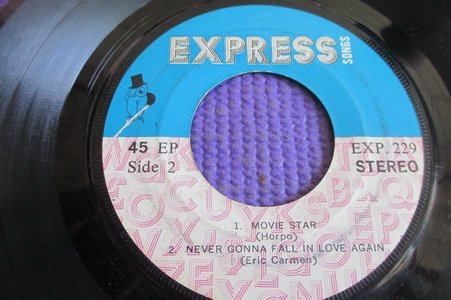 EXPRESS
SONGS
45 EP
EXP. 229
Side 2
STEREO
1. MOVIE STAR
(Horpo)
2. NEVER GONNA FALL IN LOVE AGAIN
(Eric Carmen)